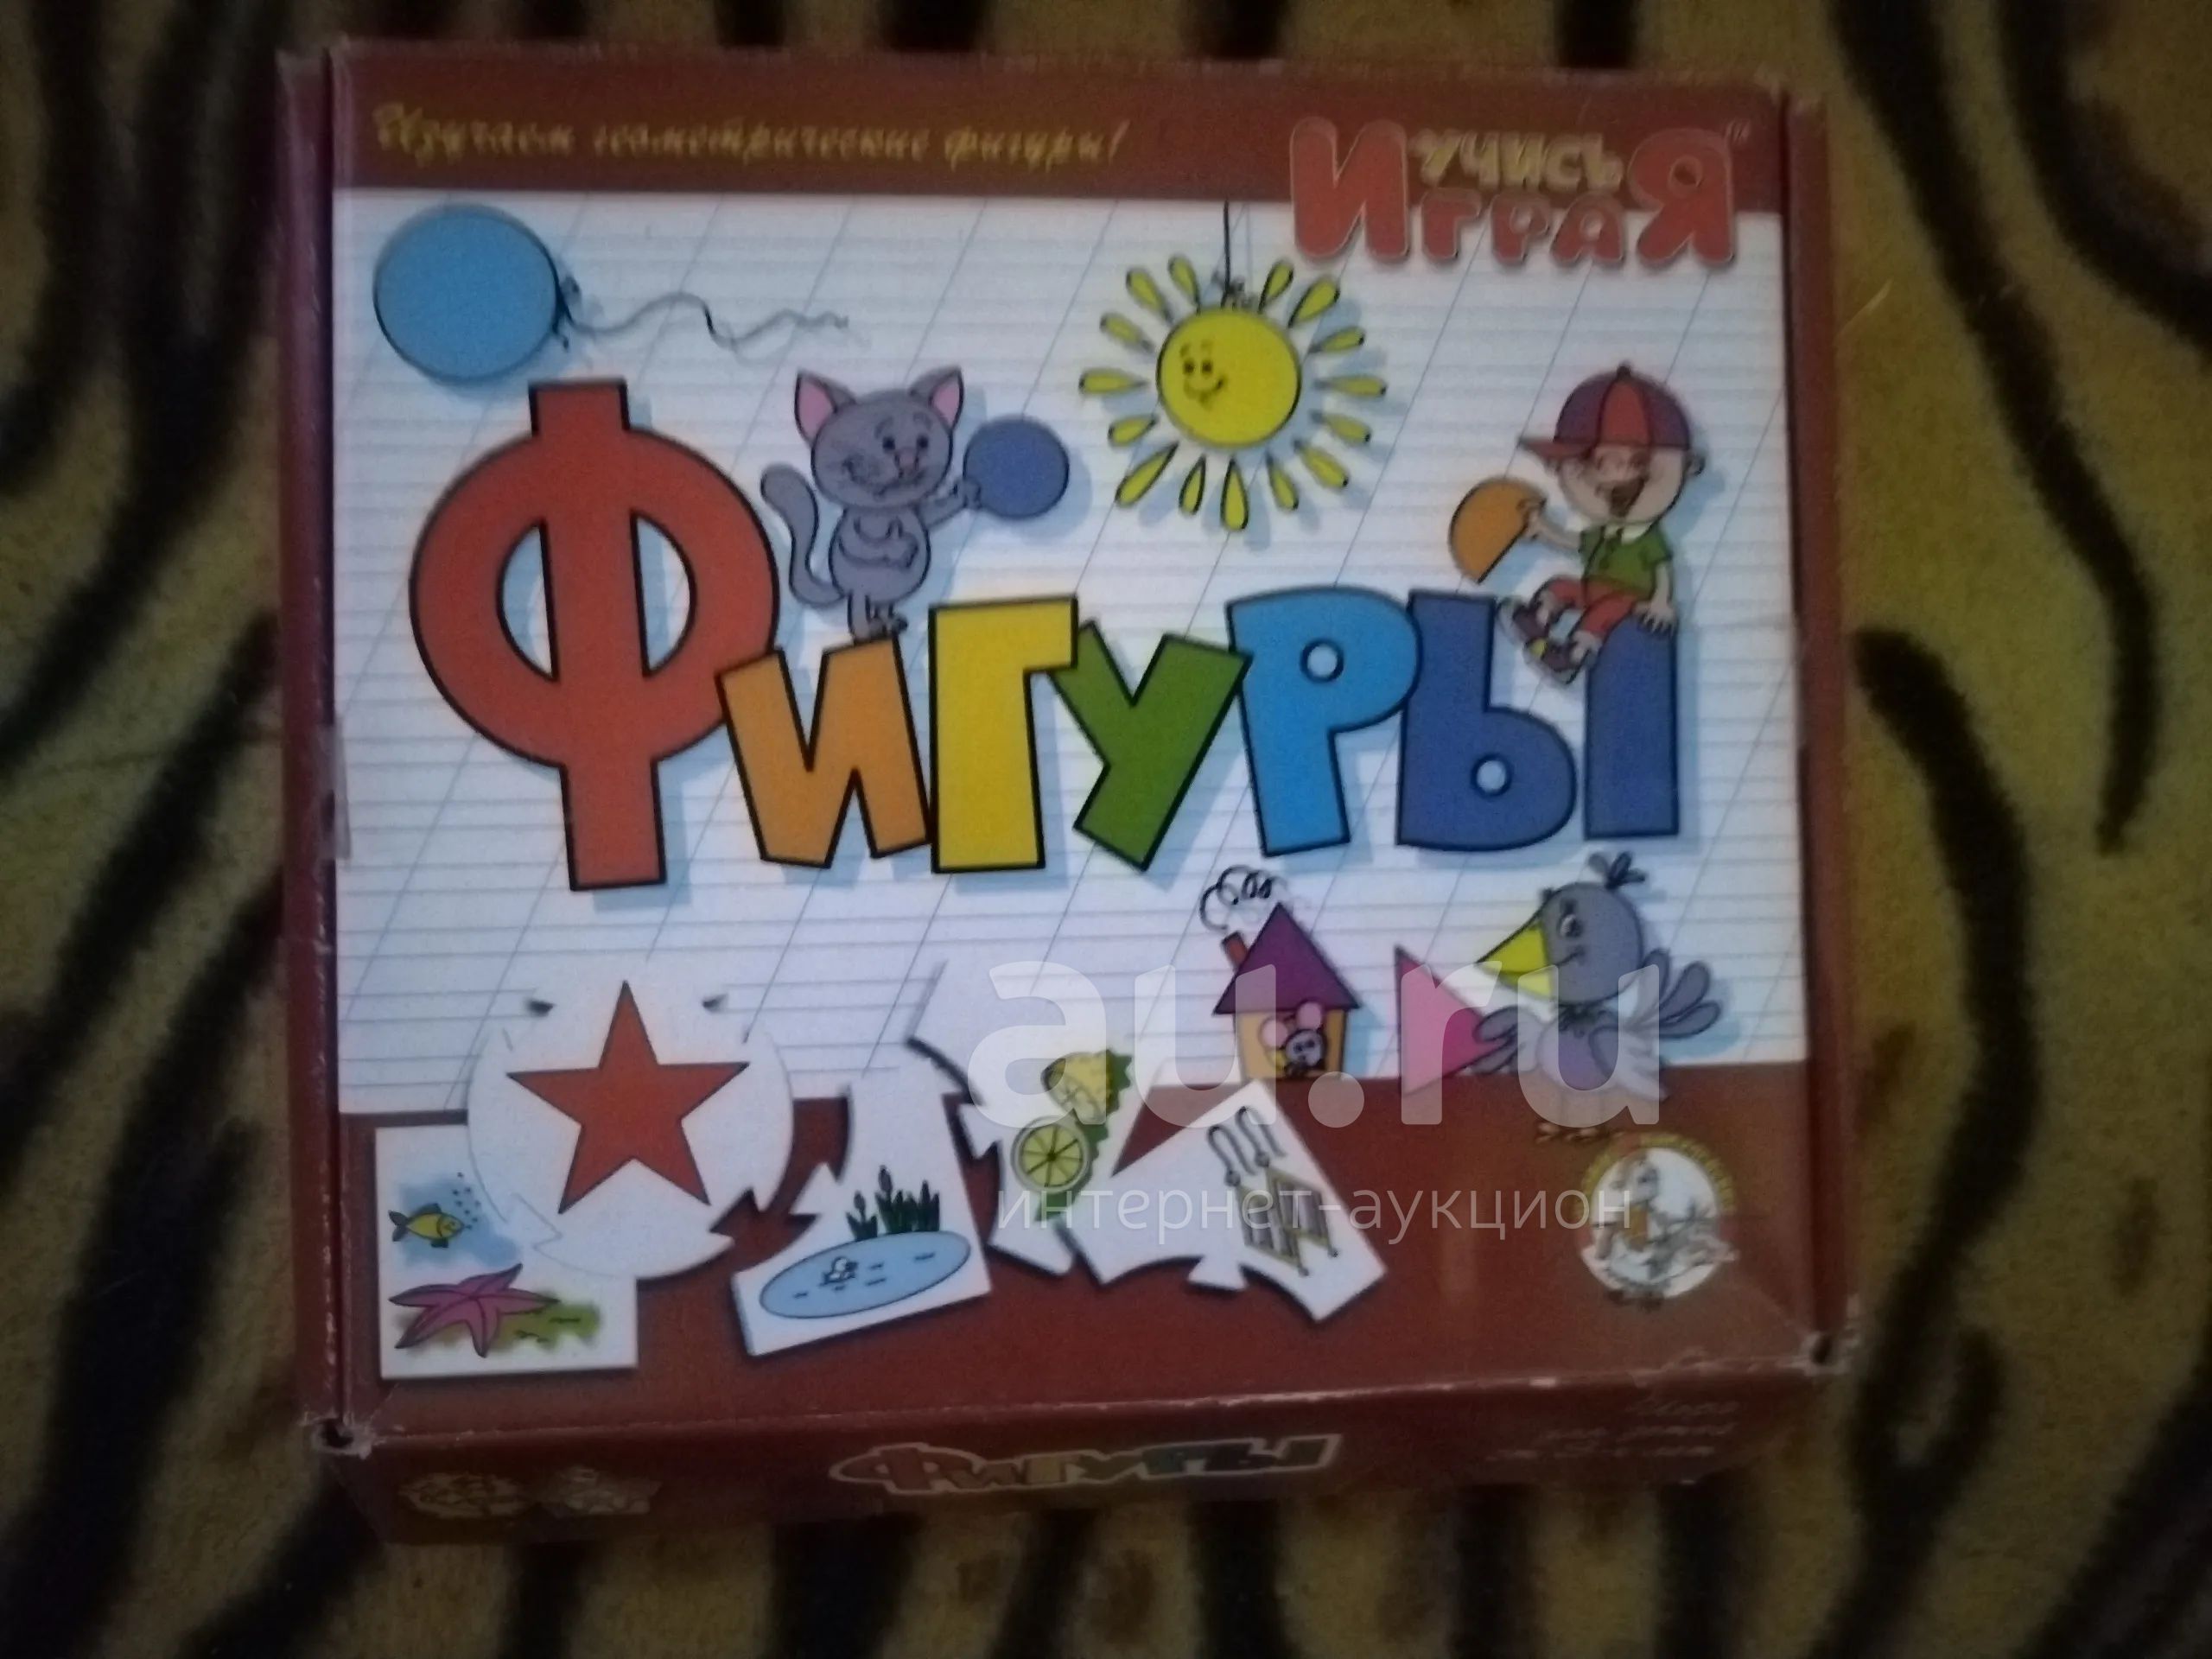 Изучаем геометрические фигуры!
УЧИСЬ
ИграЯ
Фигуры
au.ru
интернет-аукцион
Фигуры